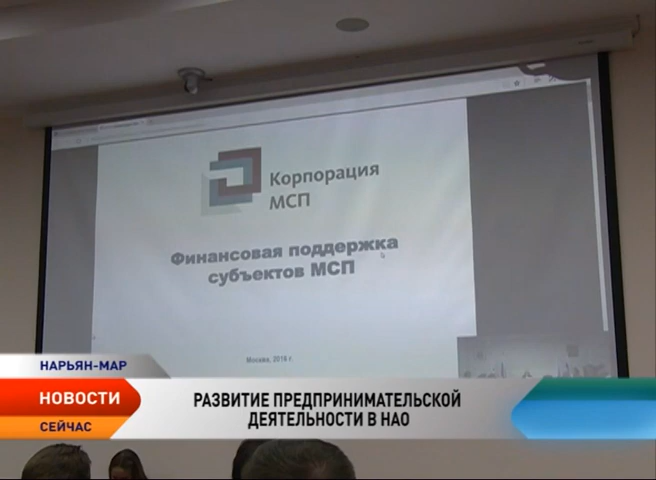 Корпорация
МСП
Финансовая поддержка
субъектов МСП
Москва, 2016 г.
НАРЬЯН-МАР
НОВОСТИ
СЕЙЧАС
РАЗВИТИЕ ПРЕДПРИНИМАТЕЛЬСКОЙ
ДЕЯТЕЛЬНОСТИ В НАО